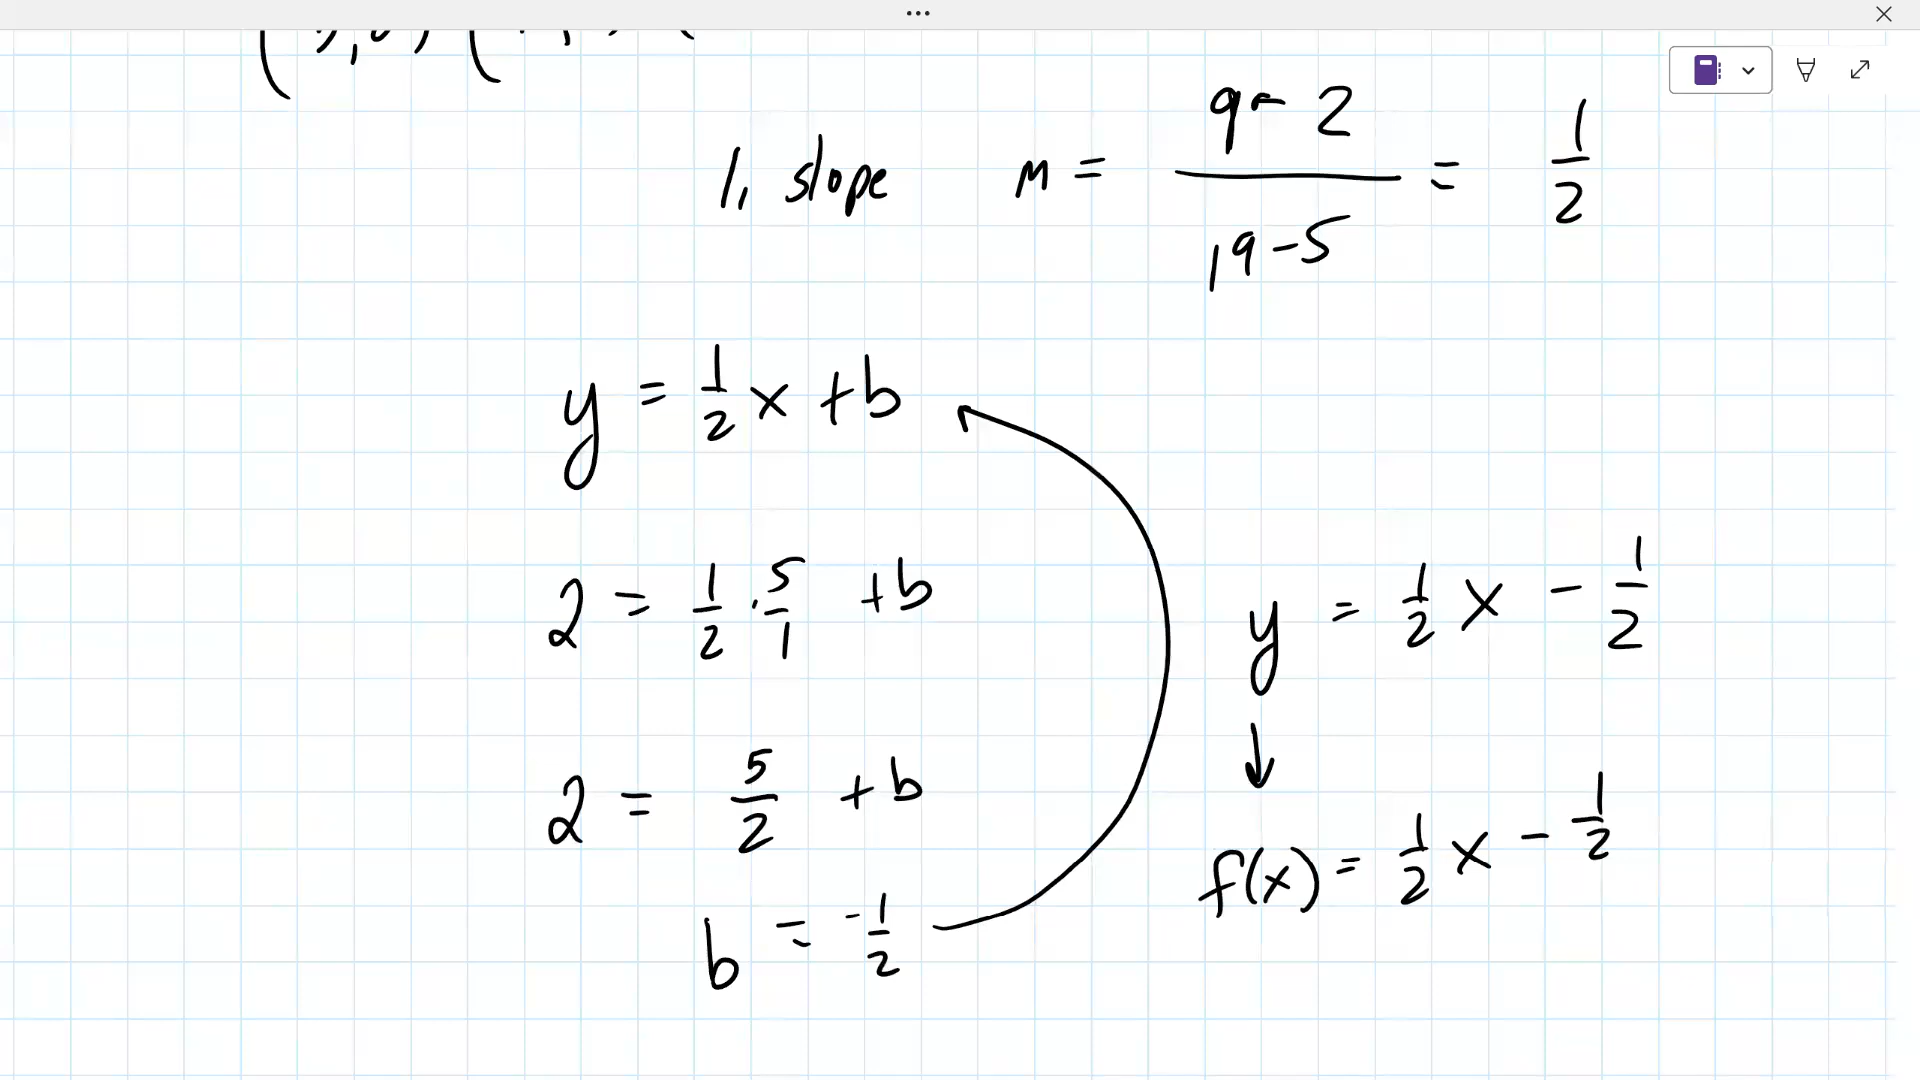 1, slope m = 9 - 2 / 19 - 5 = 1/2
y = 1/2 x + b
2 = 1/2 · 5/1 + b
y = 1/2 x - 1/2
2 = 5/2 + b
f(x) = 1/2 x - 1/2
b = -1/2